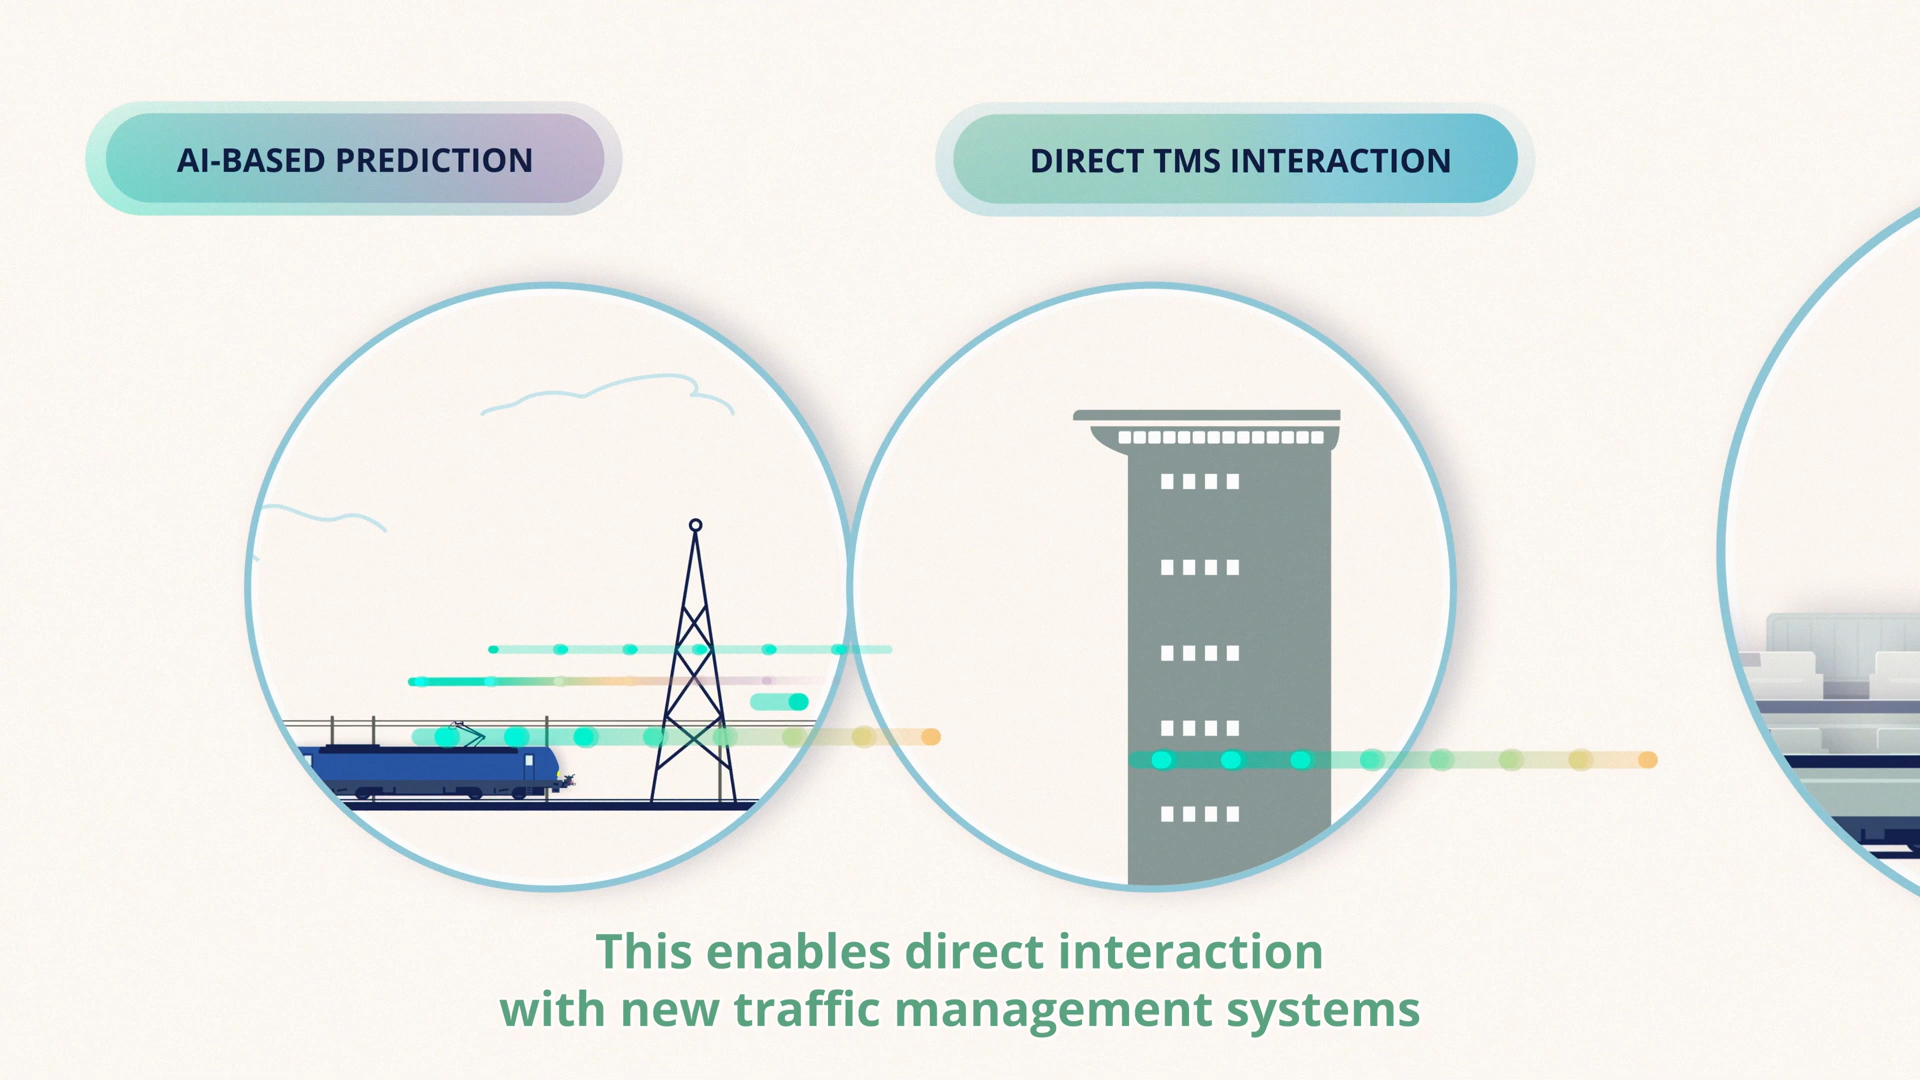 AI-BASED PREDICTION
DIRECT TMS INTERACTION
This enables direct interaction
with new traffic management systems